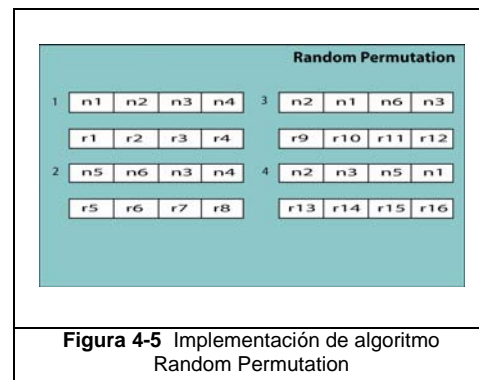 Random Permutation
1 n1 n2 n3 n4
r1 r2 r3 r4
2 n5 n6 n3 n4
r5 r6 r7 r8
3 n2 n1 n6 n3
r9 r10 r11 r12
4 n2 n3 n5 n1
r13 r14 r15 r16
Figura 4-5 Implementación de algoritmo
Random Permutation